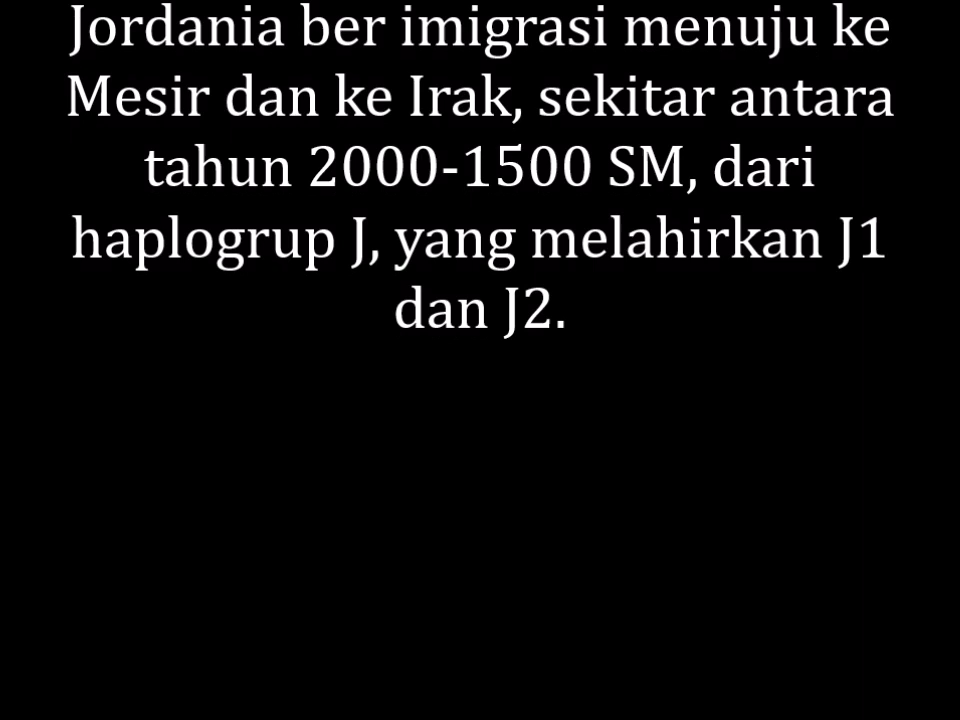 Jordania ber imigrasi menuju ke
Mesir dan ke Irak, sekitar antara
tahun 2000-1500 SM, dari
haplogrup J, yang melahirkan J1
dan J2.